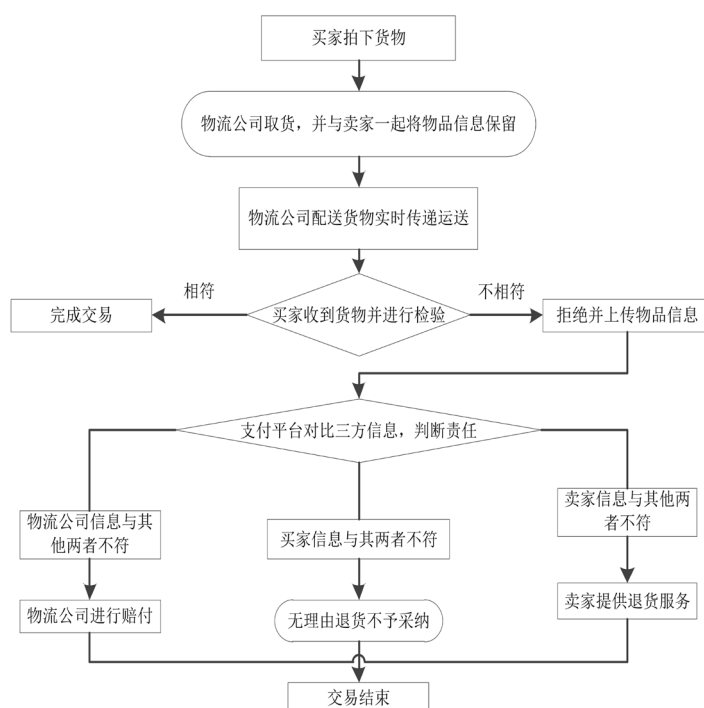 买家拍下货物
物流公司取货，并与卖家一起将物品信息保留
物流公司配送货物实时传递运送
相符
不相符
完成交易
买家收到货物并进行检验
拒绝并上传物品信息
支付平台对比三方信息，判断责任
物流公司信息与其
他两者不符
买家信息与其两者不符
卖家信息与其他两
者不符
物流公司进行赔付
无理由退货不予采纳
卖家提供退货服务
交易结束